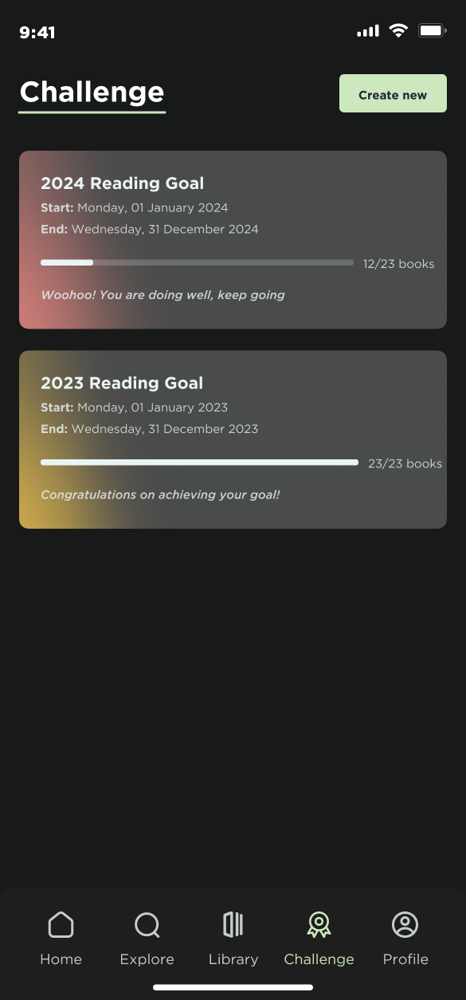 9:41
Challenge
Create new
2024 Reading Goal
Start: Monday, 01 January 2024
End: Wednesday, 31 December 2024
12/23 books
Woohoo! You are doing well, keep going
2023 Reading Goal
Start: Monday, 01 January 2023
End: Wednesday, 31 December 2023
23/23 books
Congratulations on achieving your goal!
Home Explore Library Challenge Profile